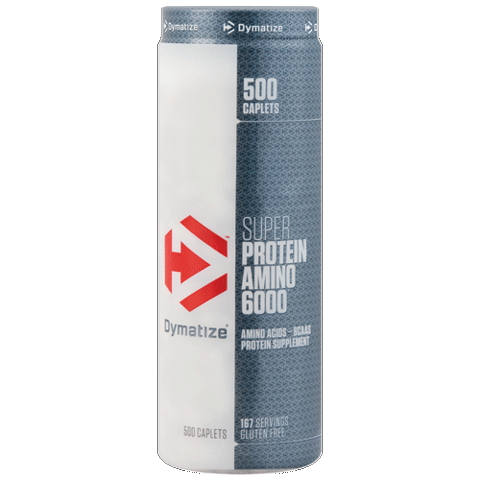 Dymatize
Dymatize
500
CAPLETS
SUPER
PROTEIN
AMINO
6000
AMINO ACIDS – BCAAS
PROTEIN SUPPLEMENT
Dymatize®
500 CAPLETS
167 SERVINGS
GLUTEN FREE